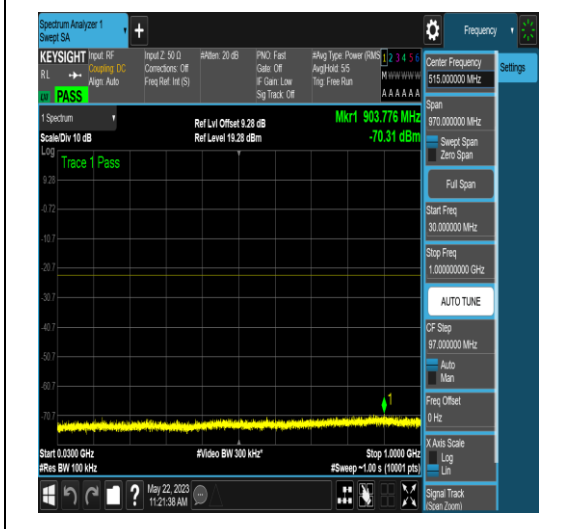 Spectrum Analyzer 1
Swept SA
+
Frequency
KEYSIGHT
Input: RF
Coupling: DC
Align: Auto
Input Z: 50 Ω
Corrections: Off
Freq Ref: Int (S)
#Atten: 20 dB
PNO: Fast
Gate: Off
IF Gain: Low
Sig Track: Off
#Avg Type: Power (RMS
Avg|Hold: 5/5
Trig: Free Run
1 2 3 4 5 6
M W W W W W
A A A A A A
RL
PASS
1 Spectrum
Scale/Div 10 dB
Ref Lvl Offset 9.28 dB
Ref Level 19.28 dBm
Mkr1 903.776 MHz
-70.31 dBm
Log
Trace 1 Pass
9.28
-0.72
-10.7
-20.7
-30.7
-40.7
-50.7
-60.7
-70.7
1
Start 0.0300 GHz
#Res BW 100 kHz
#Video BW 300 kHz*
Stop 1.0000 GHz
#Sweep ~1.00 s (10001 pts)
May 22, 2023
11:21:38 AM
?
Center Frequency
515.000000 MHz
Settings
Span
970.000000 MHz
Swept Span
Zero Span
Full Span
Start Freq
30.000000 MHz
Stop Freq
1.000000000 GHz
AUTO TUNE
CF Step
97.000000 MHz
Auto
Man
Freq Offset
0 Hz
X Axis Scale
Log
Lin
Signal Track
(Span Zoom)